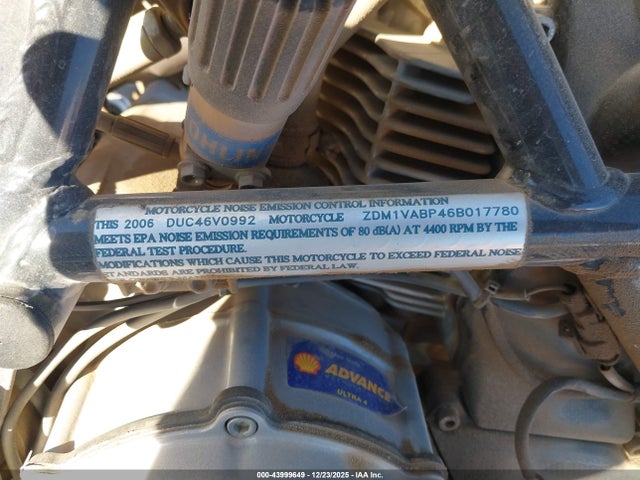 ÖHLINS
MOTORCYCLE NOISE EMISSION CONTROL INFORMATION
THIS 2006 DUC46V0992 MOTORCYCLE ZDM1VABP46B017780
MEETS EPA NOISE EMISSION REQUIREMENTS OF 80 dB(A) AT 4400 RPM BY THE
FEDERAL TEST PROCEDURE.
MODIFICATIONS WHICH CAUSE THIS MOTORCYCLE TO EXCEED FEDERAL NOISE
STANDARDS ARE PROHIBITED BY FEDERAL LAW.
ADVANCE
ULTRA 4
000-43999649 - 12/23/2025 - IAA Inc.